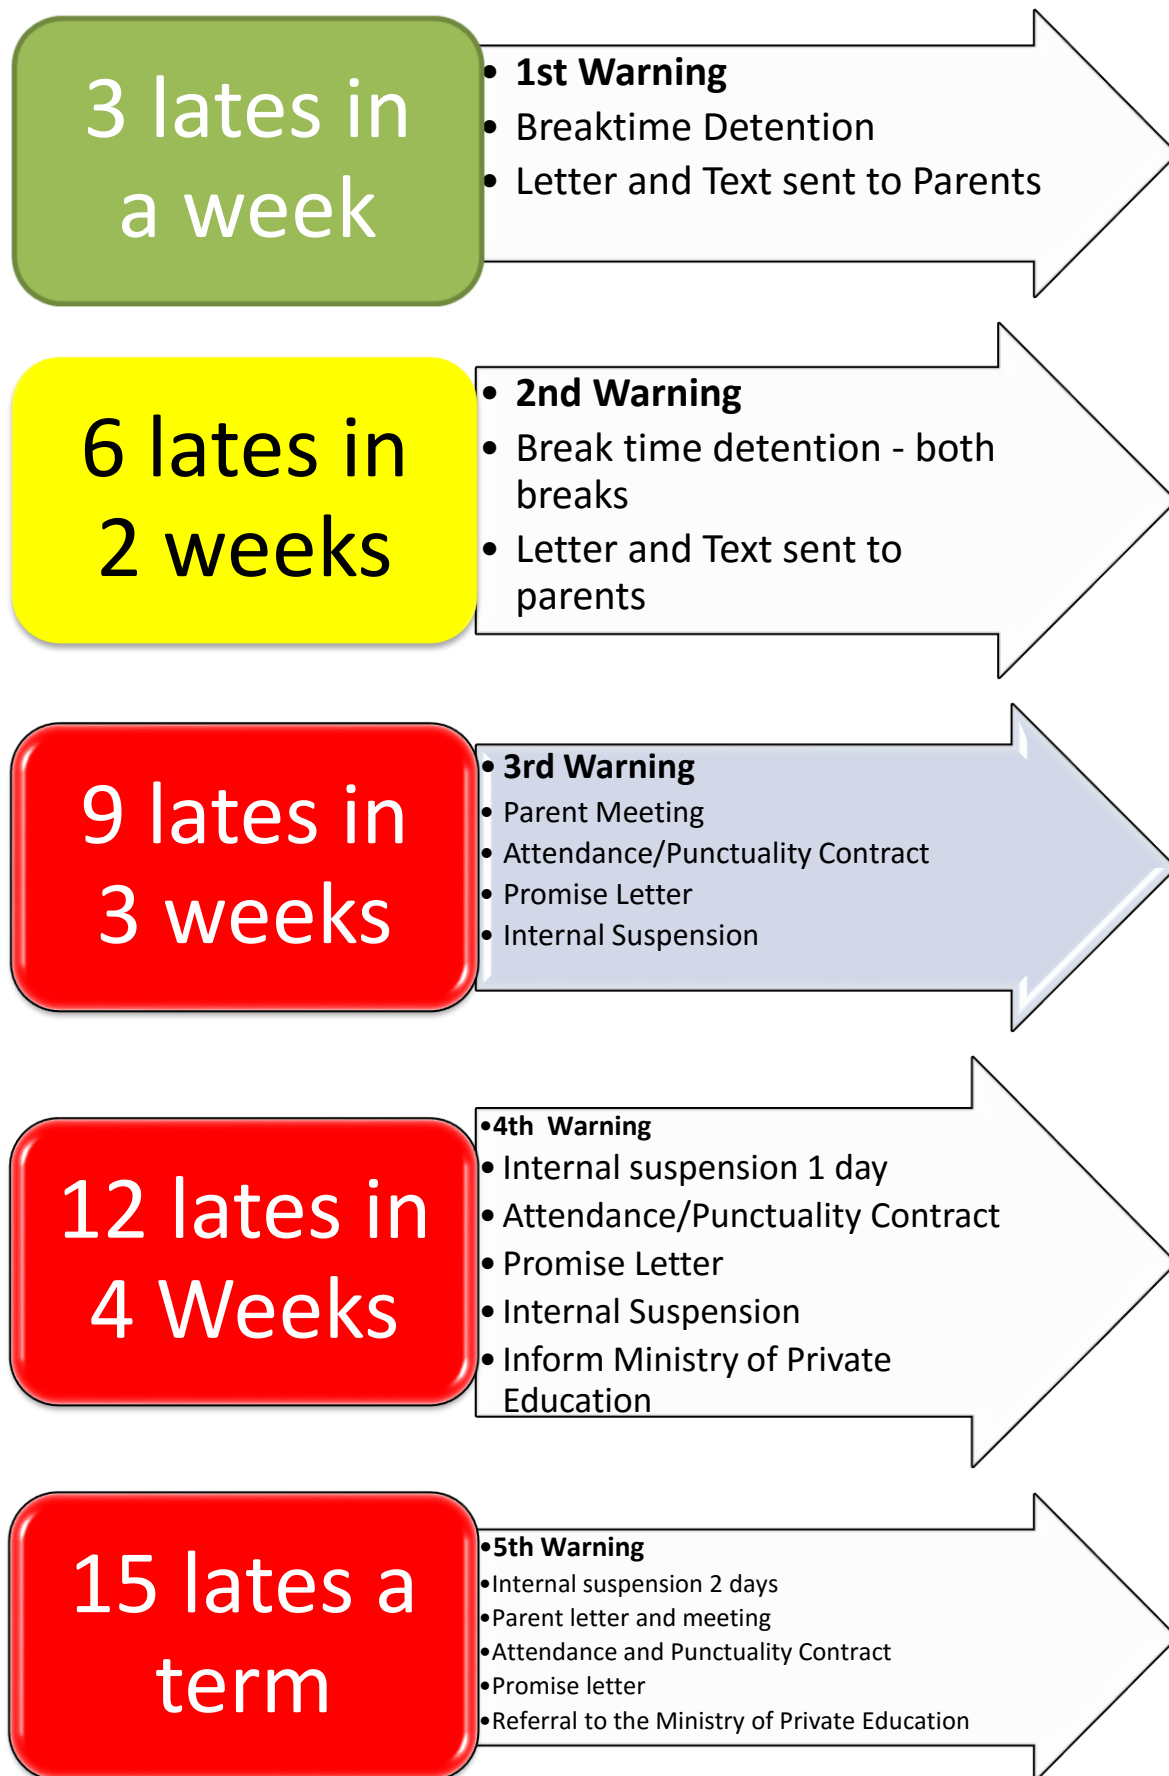 3 lates in
a week
• 1st Warning
• Breaktime Detention
• Letter and Text sent to Parents
6 lates in
2 weeks
• 2nd Warning
• Break time detention - both
breaks
• Letter and Text sent to
parents
9 lates in
3 weeks
• 3rd Warning
• Parent Meeting
• Attendance/Punctuality Contract
• Promise Letter
• Internal Suspension
12 lates in
4 Weeks
•4th  Warning
• Internal suspension 1 day
• Attendance/Punctuality Contract
• Promise Letter
• Internal Suspension
• Inform Ministry of Private
Education
15 lates a
term
•5th Warning
•Internal suspension 2 days
•Parent letter and meeting
•Attendance and Punctuality Contract
•Promise letter
•Referral to the Ministry of Private Education